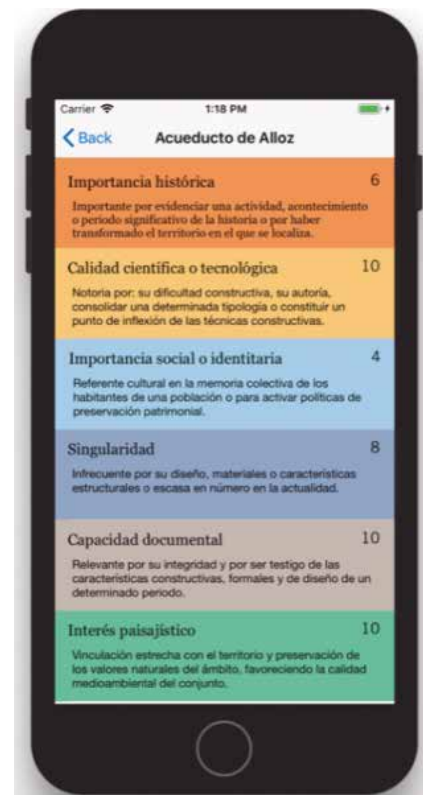 Carrier 1:18 PM
Back Acueducto de Alloz
Importancia histórica 6
Importante por evidenciar una actividad, acontecimiento
o periodo significativo de la historia o por haber
transformado el territorio en el que se localiza.
Calidad científica o tecnológica 10
Notoria por: su dificultad constructiva, su autoría,
consolidar una determinada tipología o constituir un
punto de inflexión de las técnicas constructivas.
Importancia social o identitaria 4
Referente cultural en la memoria colectiva de los
habitantes de una población o para activar políticas de
preservación patrimonial.
Singularidad 8
Infrecuente por su diseño, materiales o características
estructurales o escasa en número en la actualidad.
Capacidad documental 10
Relevante por su integridad y por ser testigo de las
características constructivas, formales y de diseño de un
determinado periodo.
Interés paisajístico 10
Vinculación estrecha con el territorio y preservación de
los valores naturales del ámbito, favoreciendo la calidad
medioambiental del conjunto.